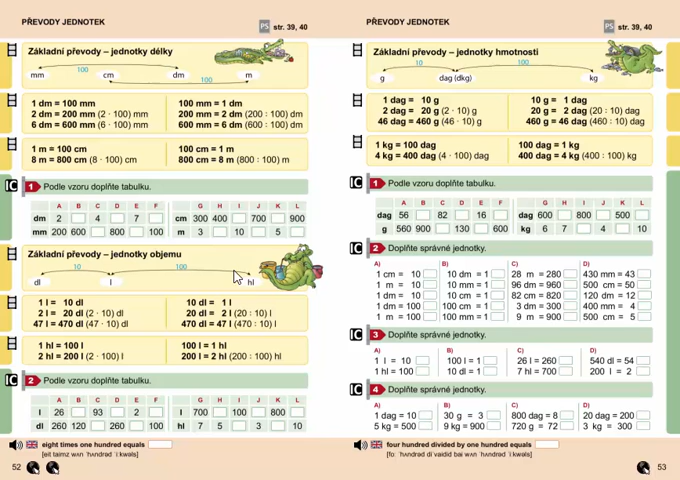 PŘEVODY JEDNOTEK
PS str. 39, 40
Základní převody – jednotky délky
100
mm cm dm m
100
1 dm = 100 mm
2 dm = 200 mm (2 · 100) mm
6 dm = 600 mm (6 · 100) mm
100 mm = 1 dm
200 mm = 2 dm (200 : 100) dm
600 mm = 6 dm (600 : 100) dm
1 m = 100 cm
8 m = 800 cm (8 · 100) cm
100 cm = 1 m
800 cm = 8 m (800 : 100) m
1 Podle vzoru doplňte tabulku.
A B C D E F
dm 2 4 7
mm 200 600 800 100
G H I J K L
cm 300 400 700 900
m 3 10 5
Základní převody – jednotky objemu
10 100
dl l hl
1 l = 10 dl
2 l = 20 dl (2 · 10) dl
47 l = 470 dl (47 · 10) dl
10 dl = 1 l
20 dl = 2 l (20 : 10) l
470 dl = 47 l (470 : 10) l
1 hl = 100 l
2 hl = 200 l (2 · 100) l
100 l = 1 hl
200 l = 2 hl (200 : 100) hl
2 Podle vzoru doplňte tabulku.
A B C D E F
l 26 93 2
dl 260 120 260 100
G H I J K L
l 700 100 800
hl 7 5 3 10
eight times one hundred equals
52
PŘEVODY JEDNOTEK
PS str. 39, 40
Základní převody – jednotky hmotnosti
10 100
g dag (dkg) kg
1 dag = 10 g
2 dag = 20 g (2 · 10) g
46 dag = 460 g (46 · 10) g
10 g = 1 dag
20 g = 2 dag (20 : 10) dag
460 g = 46 dag (460 : 10) dag
1 kg = 100 dag
4 kg = 400 dag (4 · 100) dag
100 dag = 1 kg
400 dag = 4 kg (400 : 100) kg
1 Podle vzoru doplňte tabulku.
A B C D E F
dag 56 82 16
g 560 900 130 600
G H I J K L
dag 600 800 500
kg 6 7 4 10
2 Doplňte správné jednotky.
A) B) C) D)
1 cm = 10 10 dm = 1 28 m = 280 430 mm = 43
1 m = 10 10 mm = 1 96 dm = 960 500 cm = 50
1 dm = 10 10 cm = 1 82 cm = 820 120 dm = 12
1 dm = 100 100 cm = 1 3 dm = 300 400 mm = 4
1 m = 100 100 mm = 1 9 m = 900 500 cm = 5
3 Doplňte správné jednotky.
A) B) C) D)
1 l = 10 100 l = 1 26 l = 260 540 dl = 54
1 hl = 100 10 dl = 1 7 hl = 700 200 l = 2
4 Doplňte správné jednotky.
A) B) C) D)
1 dag = 10 30 g = 3 800 dag = 8 20 dag = 200
5 kg = 500 9 kg = 900 720 g = 72 3 kg = 300
four hundred divided by one hundred equals
53